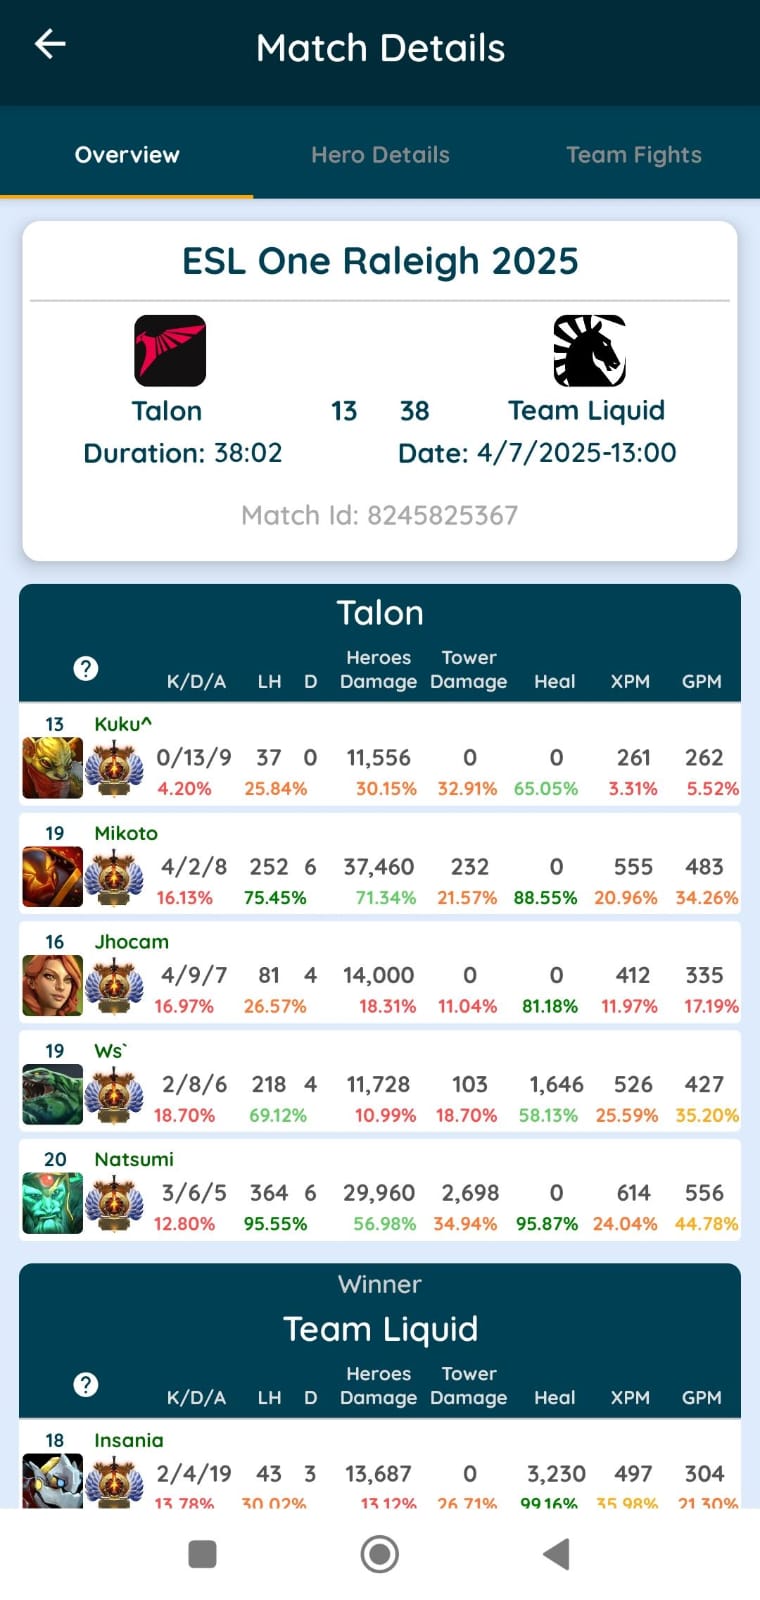 Match Details
Overview Hero Details Team Fights
ESL One Raleigh 2025
Talon 13 38 Team Liquid
Duration: 38:02 Date: 4/7/2025-13:00
Match Id: 8245825367
Talon
? K/D/A LH D Heroes Damage Tower Damage Heal XPM GPM
13 Kuku^
0/13/9 37 0 11,556 0 0 261 262
4.20% 25.84% 30.15% 32.91% 65.05% 3.31% 5.52%
19 Mikoto
4/2/8 252 6 37,460 232 0 555 483
16.13% 75.45% 71.34% 21.57% 88.55% 20.96% 34.26%
16 Jhocam
4/9/7 81 4 14,000 0 0 412 335
16.97% 26.57% 18.31% 11.04% 81.18% 11.97% 17.19%
19 Ws`
2/8/6 218 4 11,728 103 1,646 526 427
18.70% 69.12% 10.99% 18.70% 58.13% 25.59% 35.20%
20 Natsumi
3/6/5 364 6 29,960 2,698 0 614 556
12.80% 95.55% 56.98% 34.94% 95.87% 24.04% 44.78%
Winner
Team Liquid
? K/D/A LH D Heroes Damage Tower Damage Heal XPM GPM
18 Insania
2/4/19 43 3 13,687 0 3,230 497 304
13.78% 30.02% 13.12% 26.71% 99.16% 35.98% 21.30%